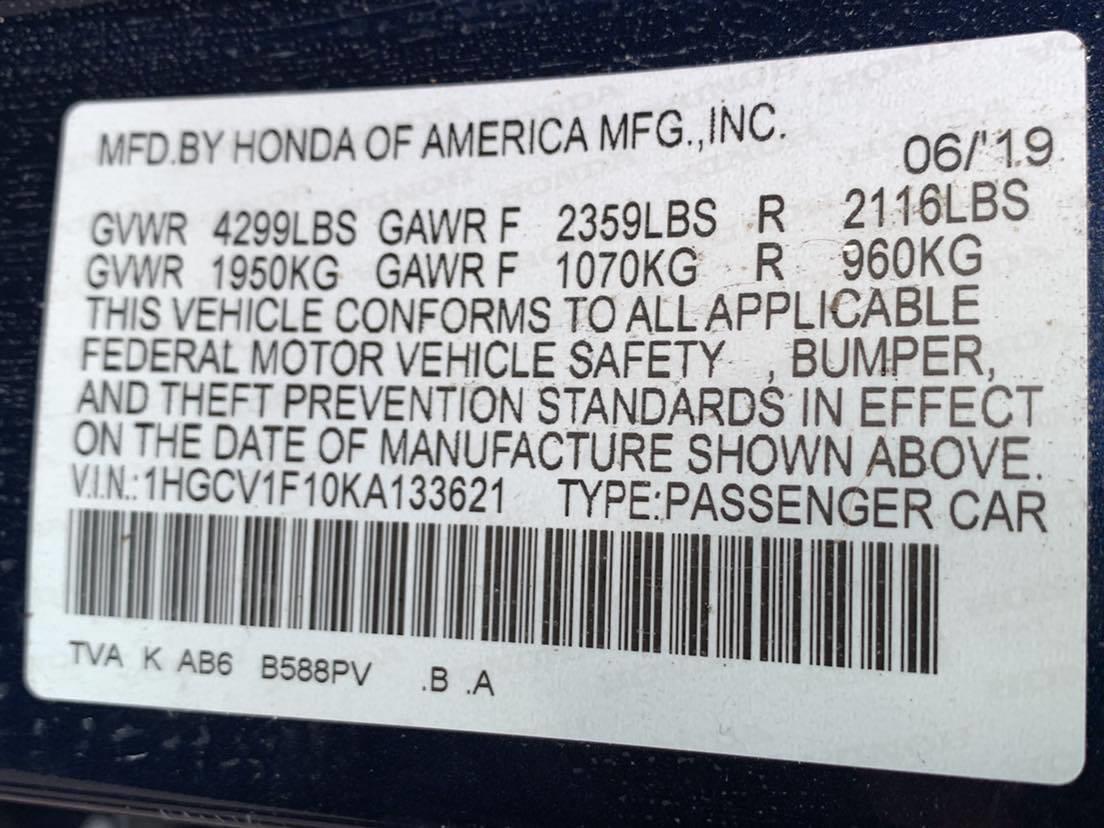 MFD.BY HONDA OF AMERICA MFG.,INC. 06/'19
GVWR 4299LBS GAWR F 2359LBS R 2116LBS
GVWR 1950KG GAWR F 1070KG R 960KG
THIS VEHICLE CONFORMS TO ALL APPLICABLE
FEDERAL MOTOR VEHICLE SAFETY , BUMPER,
AND THEFT PREVENTION STANDARDS IN EFFECT
ON THE DATE OF MANUFACTURE SHOWN ABOVE.
V.I.N.:1HGCV1F10KA133621 TYPE:PASSENGER CAR
TVA K AB6 B588PV .B .A